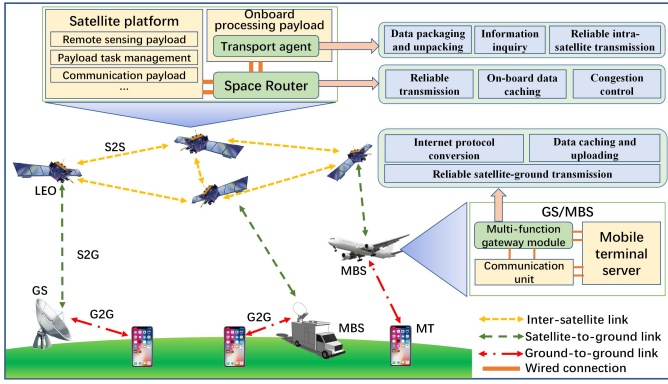 Satellite platform
Remote sensing payload
Payload task management
Communication payload
...
Onboard
processing payload
Transport agent
Space Router
Data packaging
and unpacking
Information
inquiry
Reliable intra-
satellite transmission
Reliable
transmission
On-board data
caching
Congestion
control
Internet protocol
conversion
Data caching and
uploading
Reliable satellite-ground transmission
S2S
LEO
S2G
GS
G2G
G2G
MBS
MBS
MT
GS/MBS
Multi-function
gateway module
Communication
unit
Mobile
terminal
server
Inter-satellite link
Satellite-to-ground link
Ground-to-ground link
Wired connection